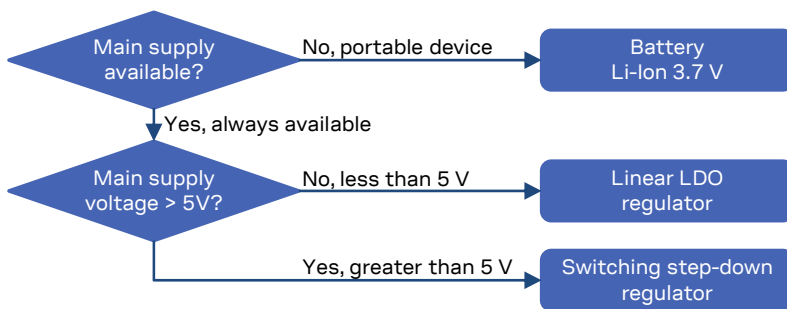 Main supply
available?
No, portable device
Battery
Li-Ion 3.7 V
Yes, always available
Main supply
voltage > 5V?
No, less than 5 V
Linear LDO
regulator
Yes, greater than 5 V
Switching step-down
regulator